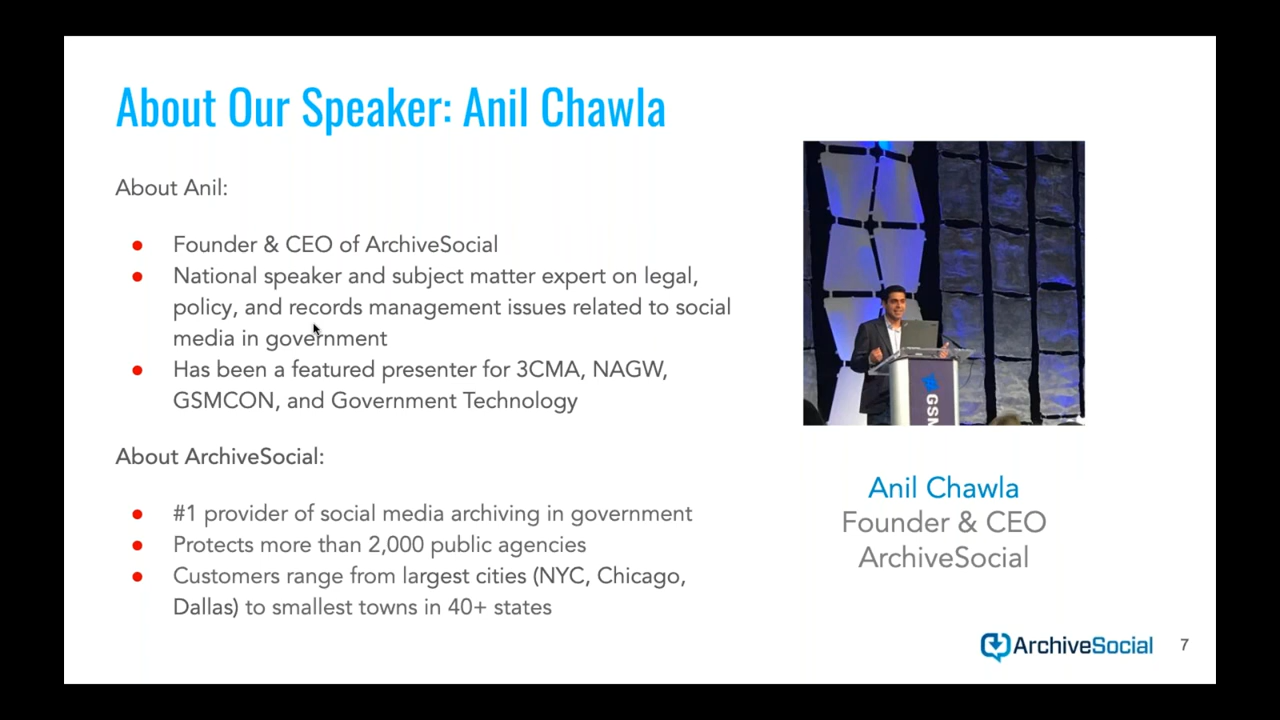 About Our Speaker: Anil Chawla
About Anil:
● Founder & CEO of ArchiveSocial
● National speaker and subject matter expert on legal,
policy, and records management issues related to social
media in government
● Has been a featured presenter for 3CMA, NAGW,
GSMCON, and Government Technology
About ArchiveSocial:
● #1 provider of social media archiving in government
● Protects more than 2,000 public agencies
● Customers range from largest cities (NYC, Chicago,
Dallas) to smallest towns in 40+ states
GSM
Anil Chawla
Founder & CEO
ArchiveSocial
ArchiveSocial
7